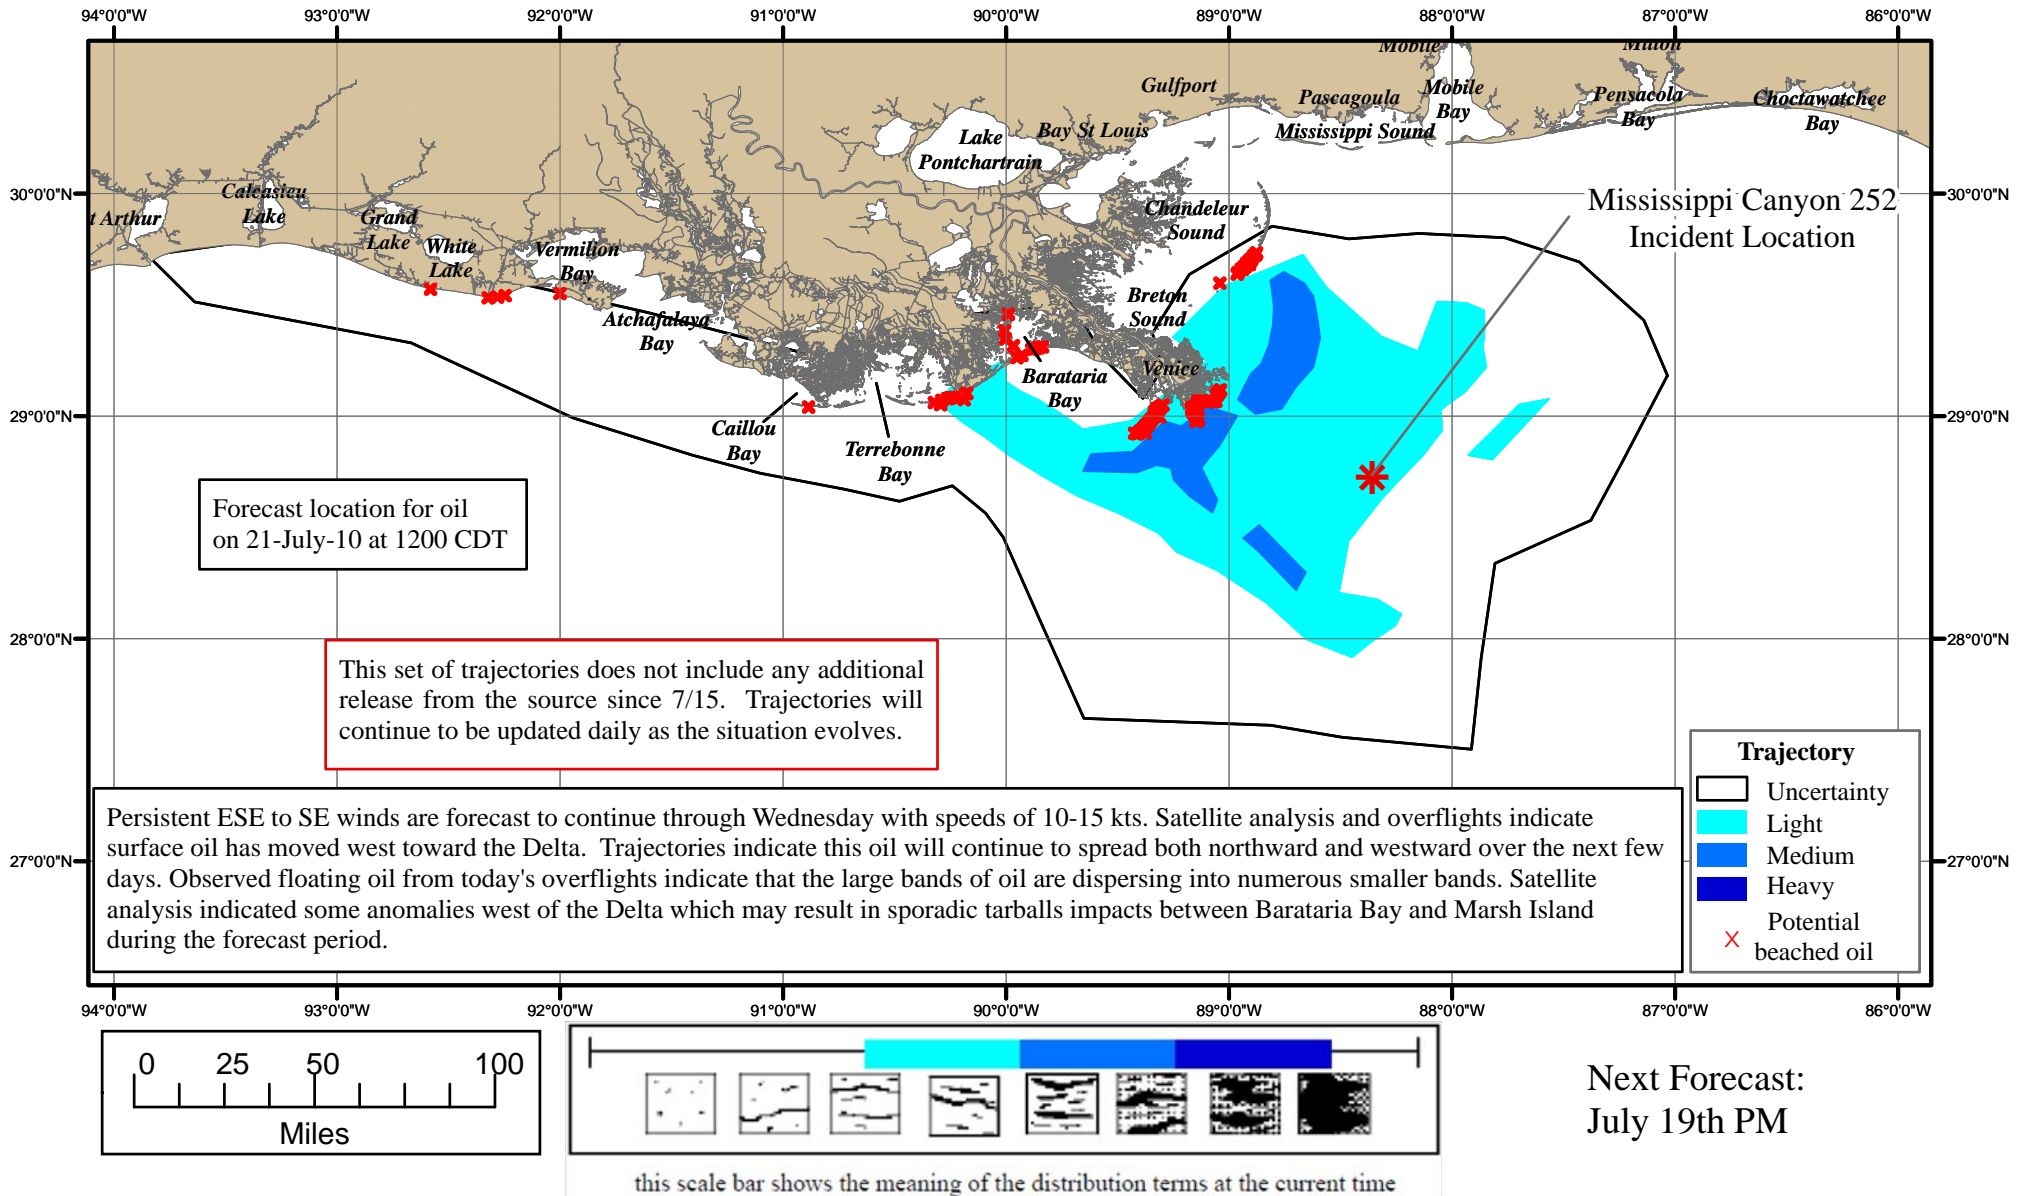 94°0'0"W 93°0'0"W 92°0'0"W 91°0'0"W 90°0'0"W 89°0'0"W 88°0'0"W 87°0'0"W 86°0'0"W
Mobile
Milton
Gulfport
Pascagoula
Mobile
Bay
Pensacola
Bay
Choctawatchee
Bay
Mississippi Sound
Bay St Louis
Lake
Pontchartrain
30°0'0"N
30°0'0"N
Calcasieu
Lake
t Arthur
Grand
Lake
White
Lake
Vermilion
Bay
Chandeleur
Sound
Mississippi Canyon 252
Incident Location
Breton
Sound
Atchafalaya
Bay
Venice
Barataria
Bay
29°0'0"N
29°0'0"N
Caillou
Bay
Terrebonne
Bay
Forecast location for oil
on 21-July-10 at 1200 CDT
28°0'0"N
28°0'0"N
This set of trajectories does not include any additional
release from the source since 7/15. Trajectories will
continue to be updated daily as the situation evolves.
Trajectory
Uncertainty
Light
Medium
Heavy
Potential
beached oil
Persistent ESE to SE winds are forecast to continue through Wednesday with speeds of 10-15 kts. Satellite analysis and overflights indicate
surface oil has moved west toward the Delta. Trajectories indicate this oil will continue to spread both northward and westward over the next few
days. Observed floating oil from today's overflights indicate that the large bands of oil are dispersing into numerous smaller bands. Satellite
analysis indicated some anomalies west of the Delta which may result in sporadic tarballs impacts between Barataria Bay and Marsh Island
during the forecast period.
27°0'0"N
27°0'0"N
94°0'0"W 93°0'0"W 92°0'0"W 91°0'0"W 90°0'0"W 89°0'0"W 88°0'0"W 87°0'0"W 86°0'0"W
0 25 50 100
Miles
Next Forecast:
July 19th PM
this scale bar shows the meaning of the distribution terms at the current time